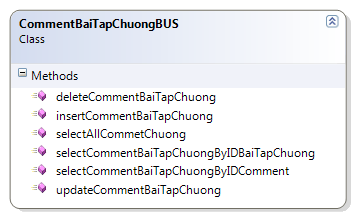 CommentBaiTapChuongBUS
Class
Methods
deleteCommentBaiTapChuong
insertCommentBaiTapChuong
selectAllCommetChuong
selectCommentBaiTapChuongByIDBaiTapChuong
selectCommentBaiTapChuongByIDComment
updateCommentBaiTapChuong